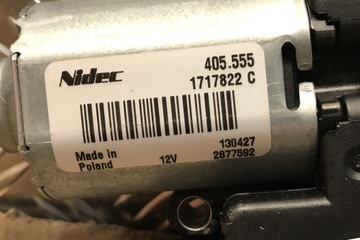 Nidec 405.555
1717822 C
Made in 130427
Poland 12V 2877592